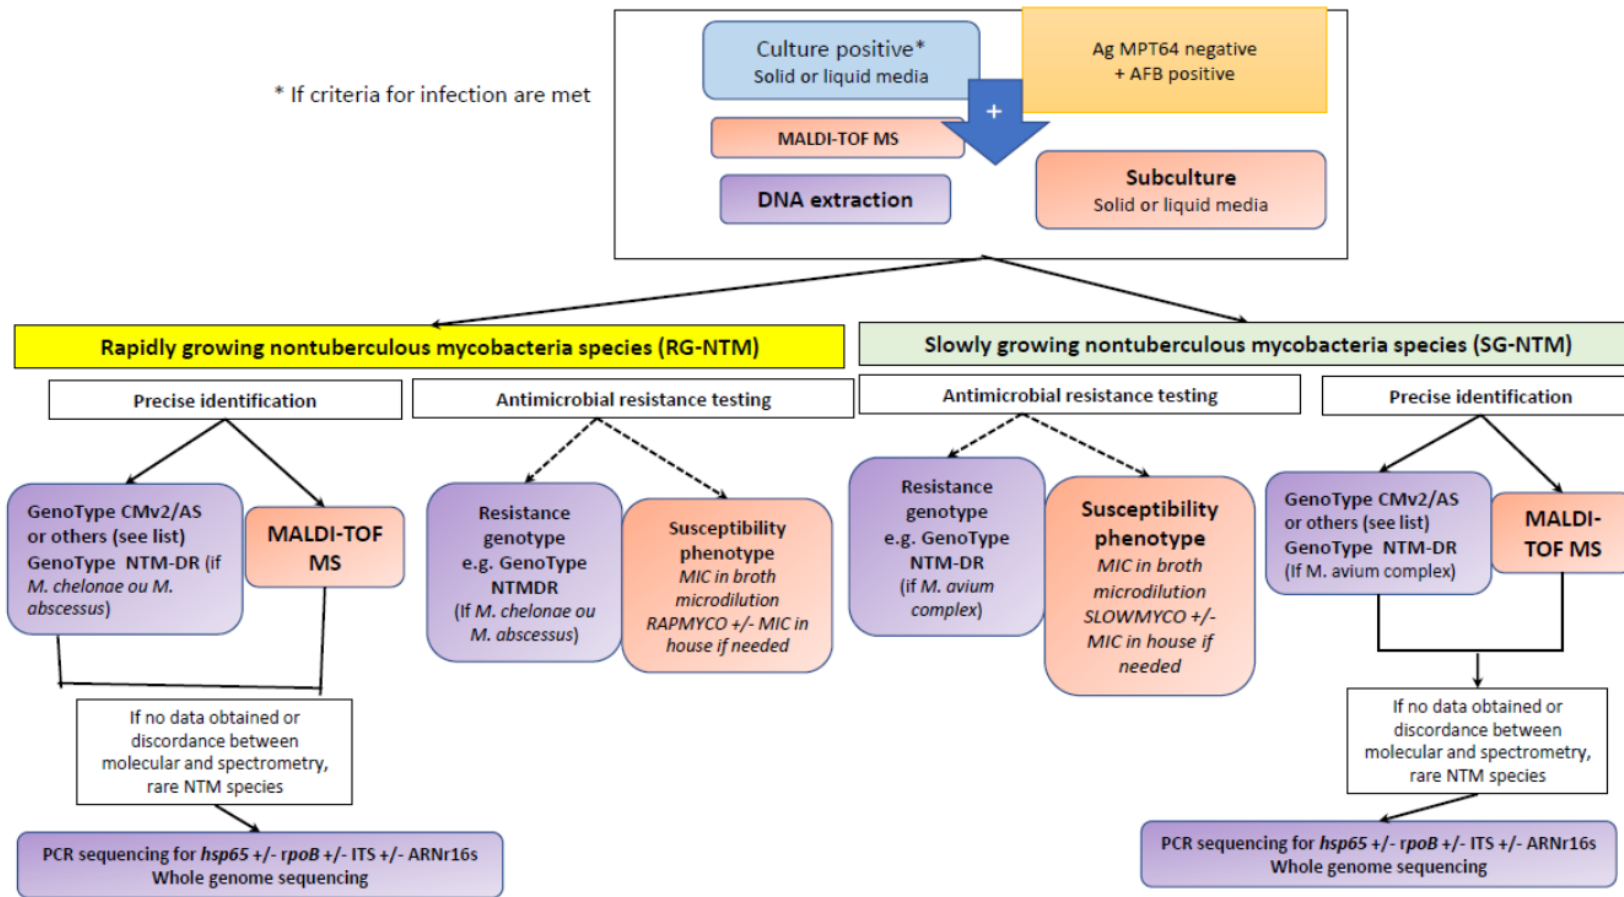 Culture positive*
Solid or liquid media
Ag MPT64 negative
+ AFB positive
* If criteria for infection are met
+
MALDI-TOF MS
DNA extraction
Subculture
Solid or liquid media
Rapidly growing nontuberculous mycobacteria species (RG-NTM)
Slowly growing nontuberculous mycobacteria species (SG-NTM)
Precise identification
Antimicrobial resistance testing
Antimicrobial resistance testing
Precise identification
GenoType CMv2/AS
or others (see list)
GenoType NTM-DR (if
M. chelonae ou M.
abscessus)
MALDI-TOF
MS
Resistance
genotype
e.g. GenoType
NTMDR
(If M. chelonae ou
M. abscessus)
Susceptibility
phenotype
MIC in broth
microdilution
RAPMYCO +/- MIC in
house if needed
Resistance
genotype
e.g. GenoType
NTM-DR
(if M. avium
complex)
Susceptibility
phenotype
MIC in broth
microdilution
SLOWMYCO +/-
MIC in house if
needed
GenoType CMv2/AS
or others (see list)
GenoType NTM-DR
(If M. avium complex)
MALDI-
TOF MS
If no data obtained or
discordance between
molecular and spectrometry,
rare NTM species
If no data obtained or
discordance between
molecular and spectrometry,
rare NTM species
PCR sequencing for hsp65 +/- rpoB +/- ITS +/- ARNr16s
Whole genome sequencing
PCR sequencing for hsp65 +/- rpoB +/- ITS +/- ARNr16s
Whole genome sequencing